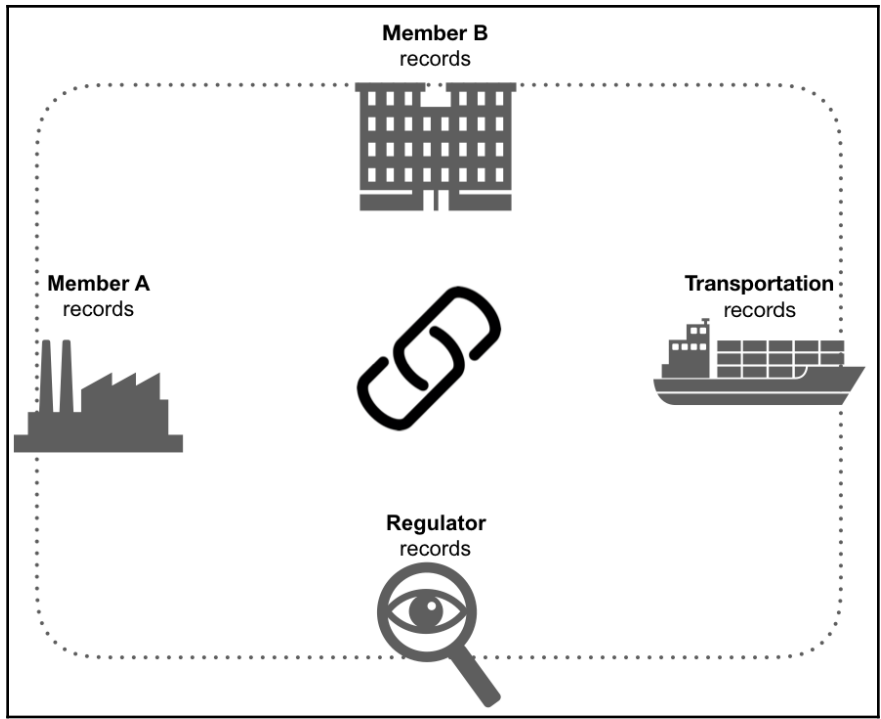 Member B
records
Member A
records
Transportation
records
Regulator
records